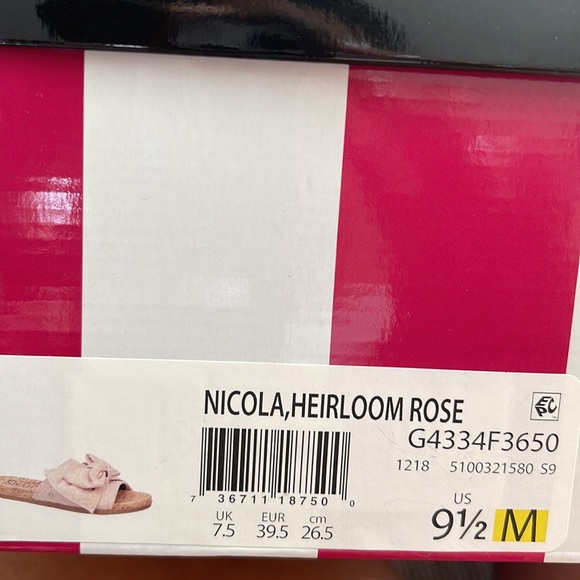 NICOLA,HEIRLOOM ROSE
G4334F3650
1218 5100321580 S9
7 36711 18750 0
UK EUR cm
7.5 39.5 26.5
US
9½ M